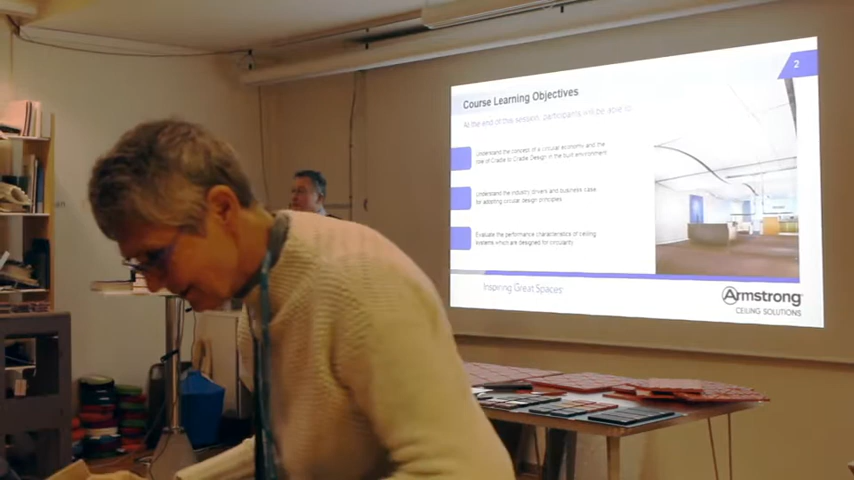 2
Course Learning Objectives
At the end of this session, participants will be able to:
Understand the concept of a circular economy and the
role of Cradle to Cradle Design in the built environment
Understand the industry drivers and business case
for adopting circular design principles
Evaluate the performance characteristics of ceiling
systems which are designed for circularity
Inspiring Great Spaces
Armstrong
CEILING SOLUTIONS